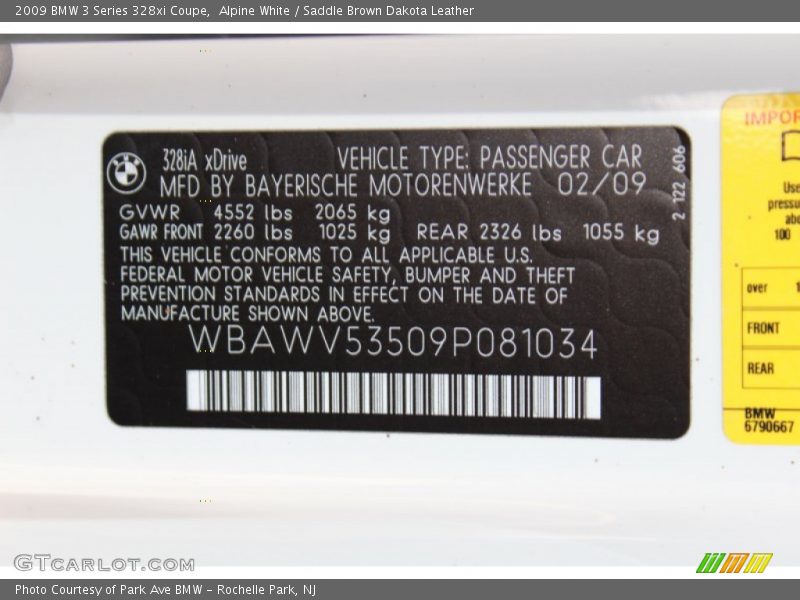 2009 BMW 3 Series 328xi Coupe,  Alpine White / Saddle Brown Dakota Leather
328iA xDrive VEHICLE TYPE: PASSENGER CAR
MFD BY BAYERISCHE MOTORENWERKE 02/09
2 122 606
GVWR 4552 lbs 2065 kg
GAWR FRONT 2260 lbs 1025 kg REAR 2326 lbs 1055 kg
THIS VEHICLE CONFORMS TO ALL APPLICABLE U.S.
FEDERAL MOTOR VEHICLE SAFETY, BUMPER AND THEFT
PREVENTION STANDARDS IN EFFECT ON THE DATE OF
MANUFACTURE SHOWN ABOVE.
WBAWV53509P081034
IMPOR
Use
pressu
abo
100
over 1
FRONT
REAR
BMW
6790667
GTCARLOT.COM
Photo Courtesy of Park Ave BMW - Rochelle Park, NJ